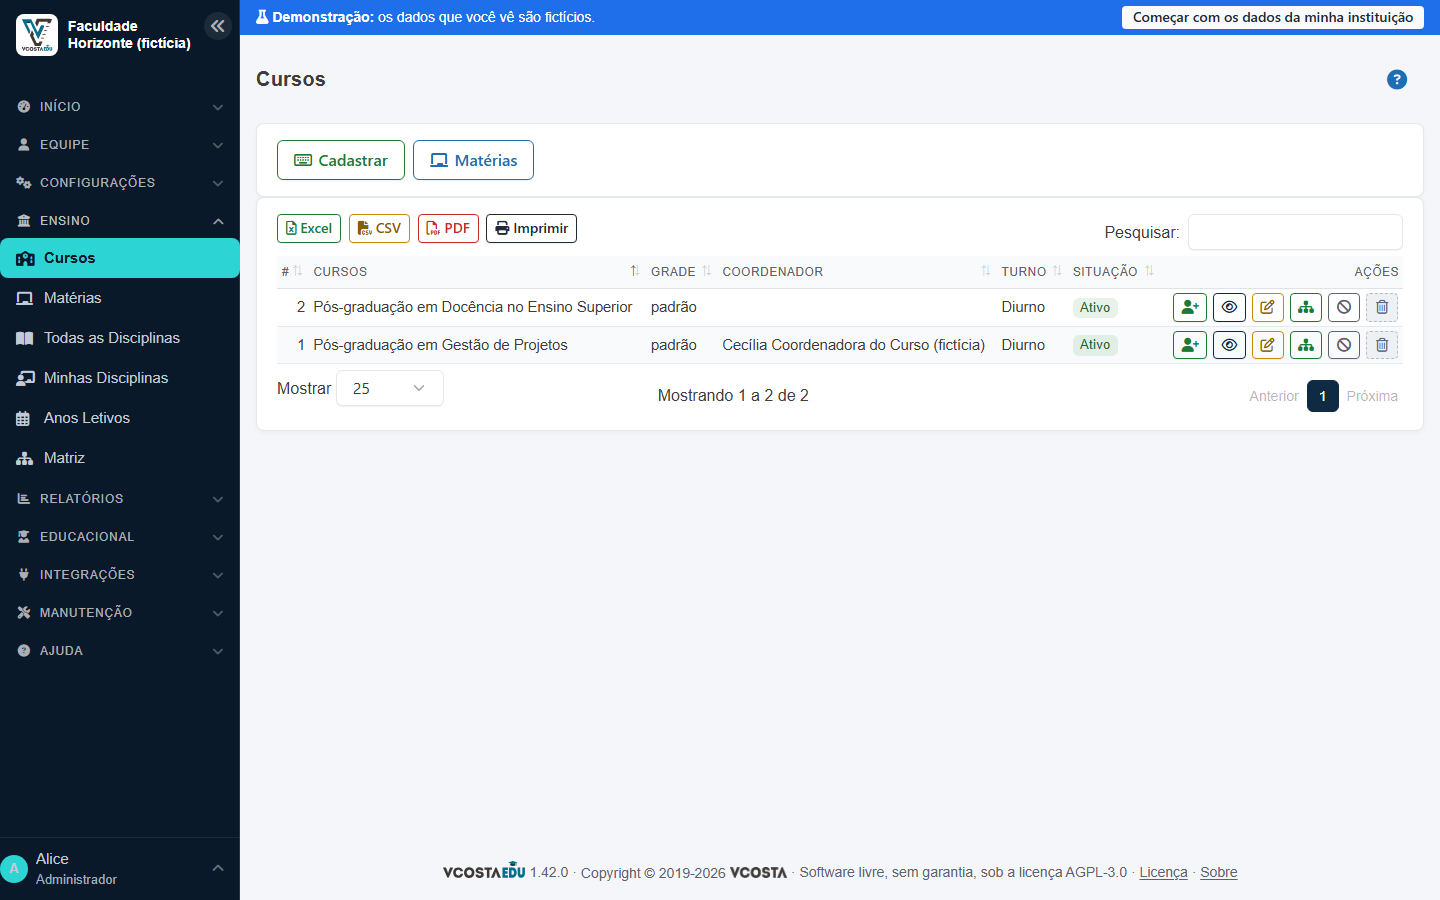 VCOSTAEDU
Faculdade
Horizonte (fictícia)
INÍCIO
EQUIPE
CONFIGURAÇÕES
ENSINO
Cursos
Matérias
Todas as Disciplinas
Minhas Disciplinas
Anos Letivos
Matriz
RELATÓRIOS
EDUCACIONAL
INTEGRAÇÕES
MANUTENÇÃO
AJUDA
A
Alice
Administrador
Demonstração: os dados que você vê são fictícios.
Começar com os dados da minha instituição
Cursos
?
Cadastrar Matérias
Excel CSV PDF Imprimir
Pesquisar:
# CURSOS GRADE COORDENADOR TURNO SITUAÇÃO AÇÕES
2 Pós-graduação em Docência no Ensino Superior padrão Diurno Ativo
1 Pós-graduação em Gestão de Projetos padrão Cecília Coordenadora do Curso (fictícia) Diurno Ativo
Mostrar 25 Mostrando 1 a 2 de 2 Anterior 1 Próxima
VCOSTAEDU 1.42.0 · Copyright © 2019-2026 VCOSTA · Software livre, sem garantia, sob a licença AGPL-3.0 · Licença · Sobre